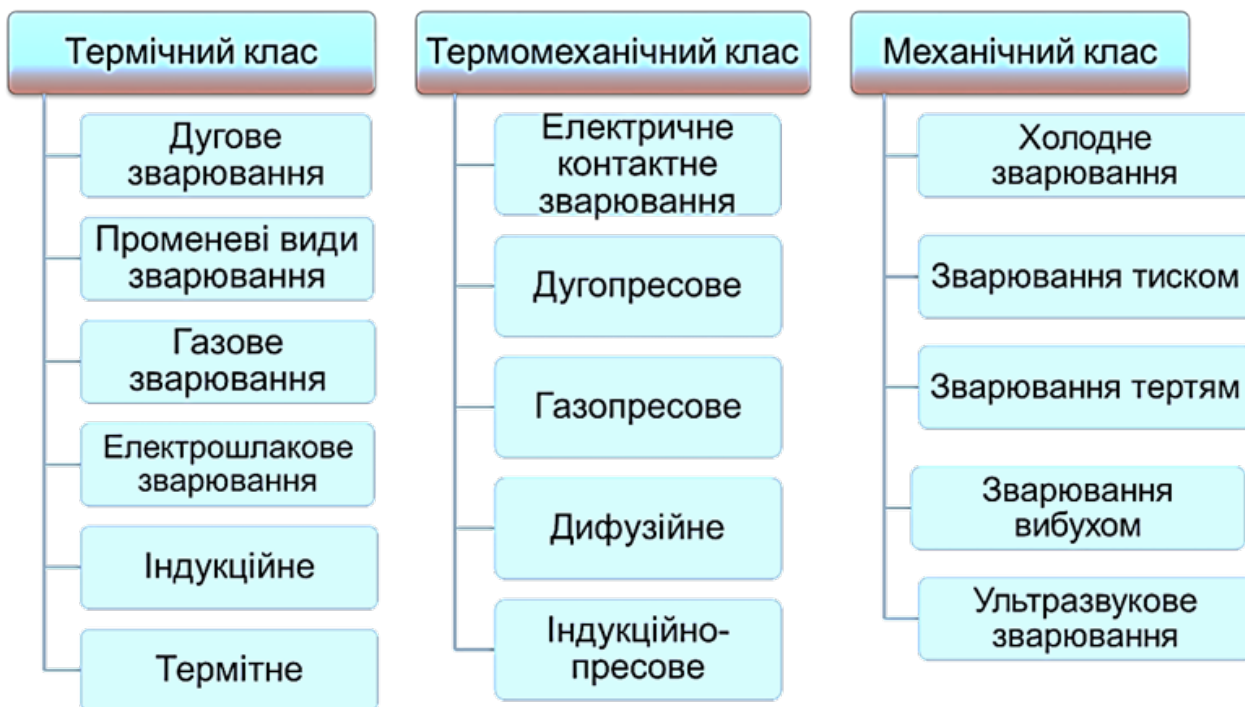 Термічний клас
Дугове
зварювання
Променеві види
зварювання
Газове
зварювання
Електрошлакове
зварювання
Індукційне
Термітне
Термомеханічний клас
Електричне
контактне
зварювання
Дугопресове
Газопресове
Дифузійне
Індукційно-
пресове
Механічний клас
Холодне
зварювання
Зварювання тиском
Зварювання тертям
Зварювання
вибухом
Ультразвукове
зварювання